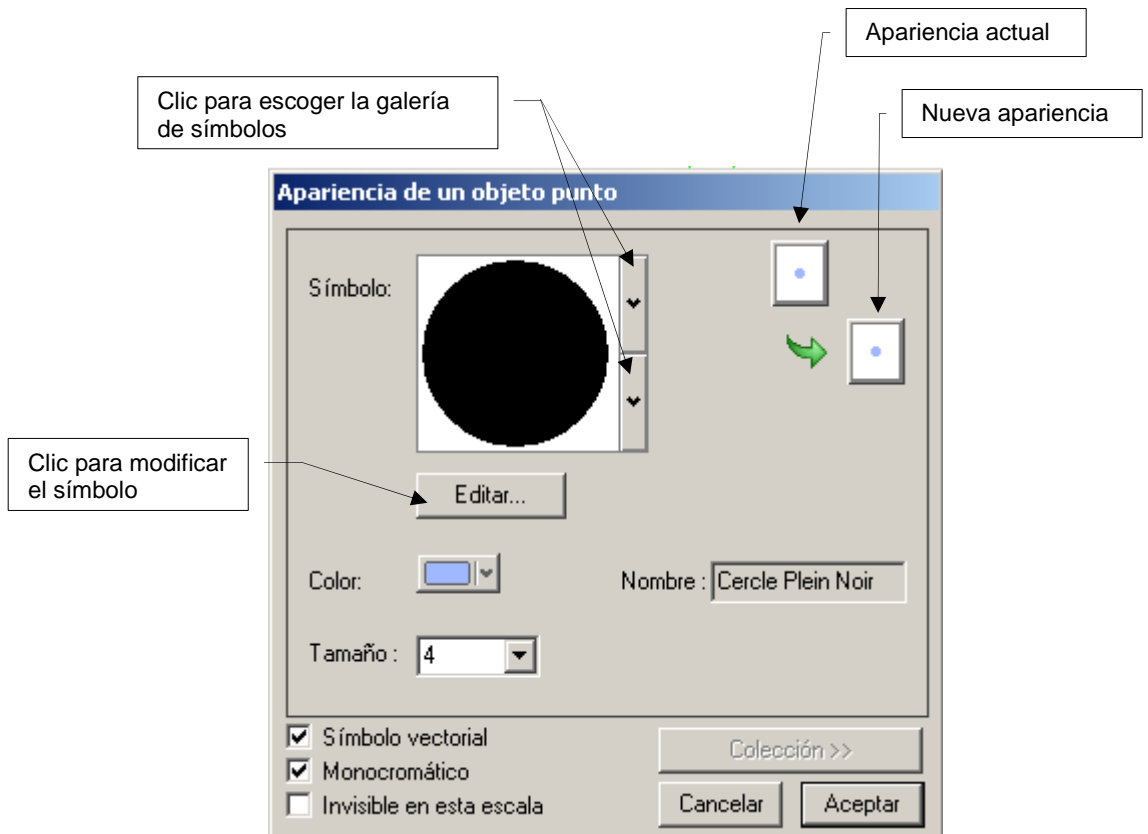 Apariencia actual
Clic para escoger la galería
de símbolos
Nueva apariencia
Apariencia de un objeto punto
Símbolo:
Clic para modificar
el símbolo
Editar...
Color:
Nombre : Cercle Plein Noir
Tamaño : 4
Símbolo vectorial
Colección >>
Monocromático
Invisible en esta escala
Cancelar
Aceptar